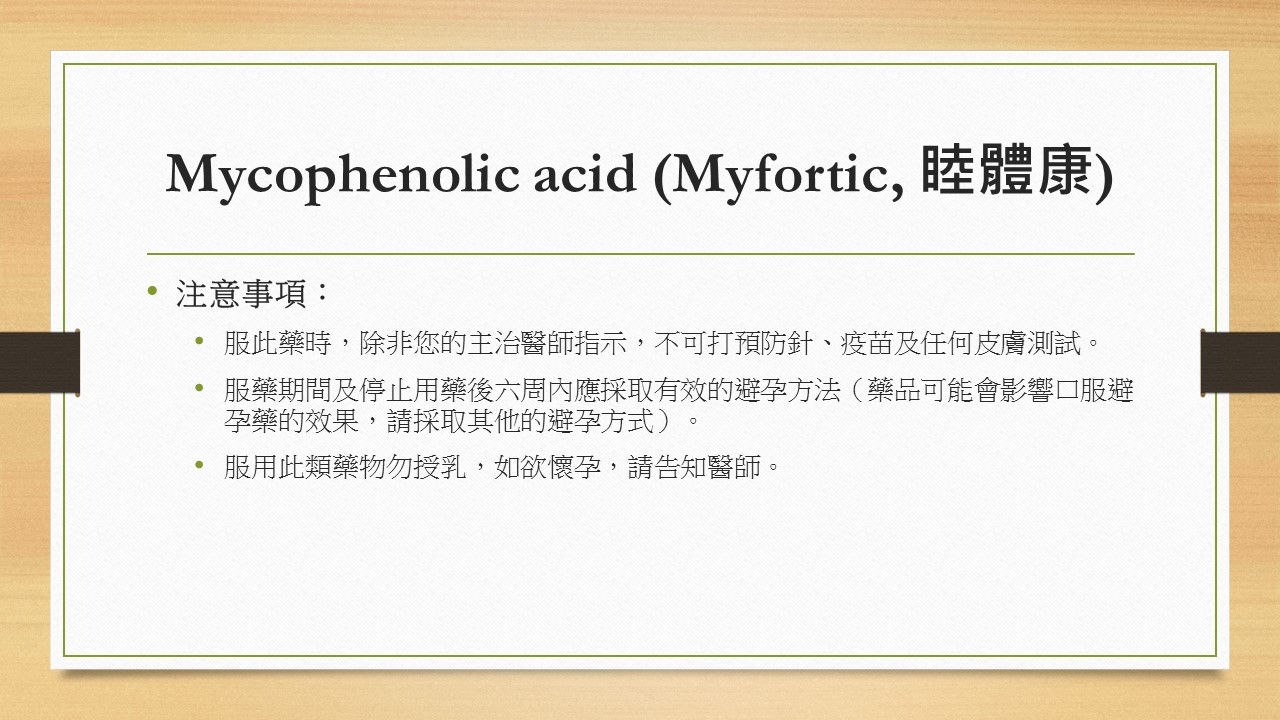 Mycophenolic acid (Myfortic, 睦體康)
• 注意事項：
• 服此藥時，除非您的主治醫師指示，不可打預防針、疫苗及任何皮膚測試。
• 服藥期間及停止用藥後六周內應採取有效的避孕方法（藥品可能會影響口服避
孕藥的效果，請採取其他的避孕方式）。
• 服用此類藥物勿授乳，如欲懷孕，請告知醫師。